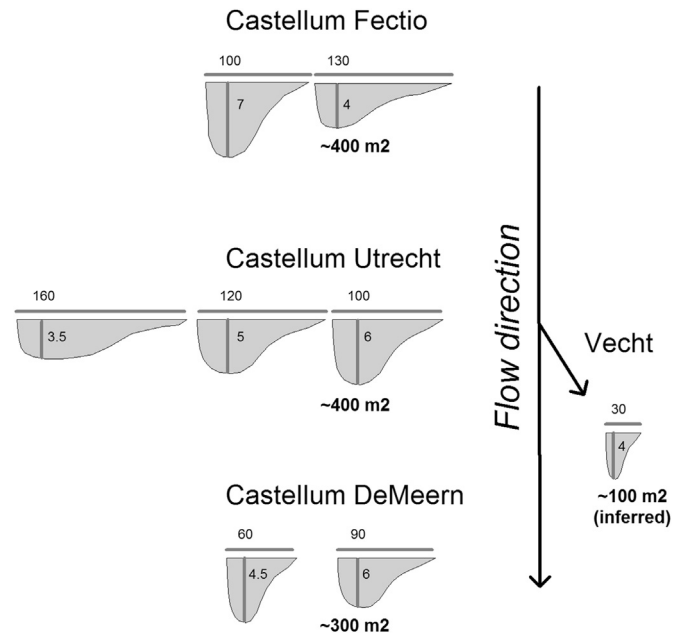 Castellum Fectio
100
130
7
4
~400 m2
Castellum Utrecht
160
120
100
3.5
5
6
~400 m2
Flow direction
Vecht
30
4
~100 m2
(inferred)
Castellum DeMeern
60
90
4.5
6
~300 m2